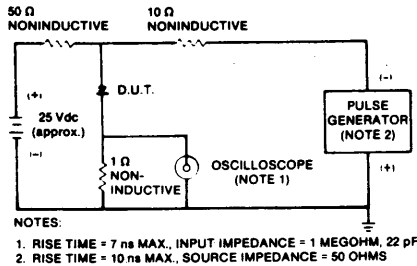 50 Ω
NONINDUCTIVE
10 Ω
NONINDUCTIVE
(+)
25 Vdc
(approx.)
(−)
D.U.T.
1 Ω
NON-
INDUCTIVE
OSCILLOSCOPE
(NOTE 1)
(−)
PULSE
GENERATOR
(NOTE 2)
(+)
NOTES:
1. RISE TIME = 7 ns MAX., INPUT IMPEDANCE = 1 MEGOHM, 22 pF
2. RISE TIME = 10 ns MAX., SOURCE IMPEDANCE = 50 OHMS